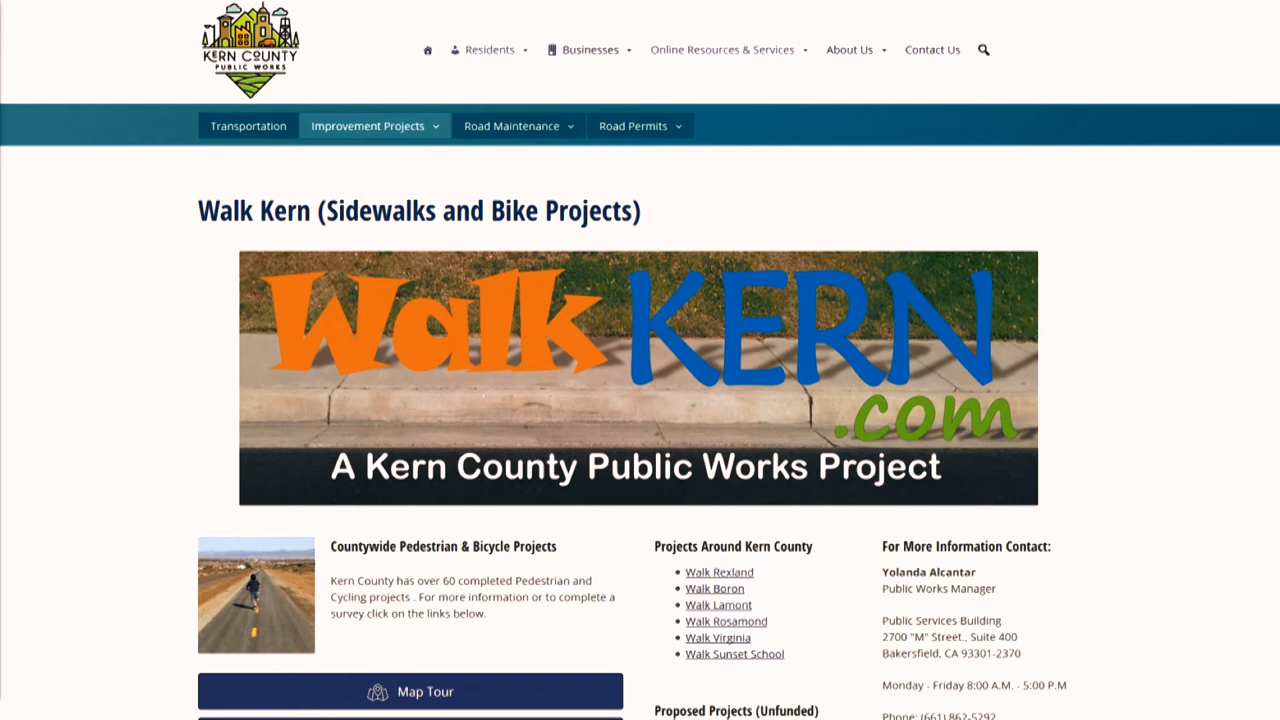 KERN COUNTY
PUBLIC WORKS
Residents
Businesses
Online Resources & Services
About Us
Contact Us
Transportation
Improvement Projects
Road Maintenance
Road Permits
Walk Kern (Sidewalks and Bike Projects)
Walk KERN
.com
A Kern County Public Works Project
Countywide Pedestrian & Bicycle Projects
Kern County has over 60 completed Pedestrian and
Cycling projects . For more information or to complete a
survey click on the links below.
Map Tour
Projects Around Kern County
Walk Rexland
Walk Boron
Walk Lamont
Walk Rosamond
Walk Virginia
Walk Sunset School
Proposed Projects (Unfunded)
For More Information Contact:
Yolanda Alcantar
Public Works Manager
Public Services Building
2700 "M" Street., Suite 400
Bakersfield, CA 93301-2370
Monday - Friday 8:00 A.M. - 5:00 P.M
Phone: (661) 862-5292